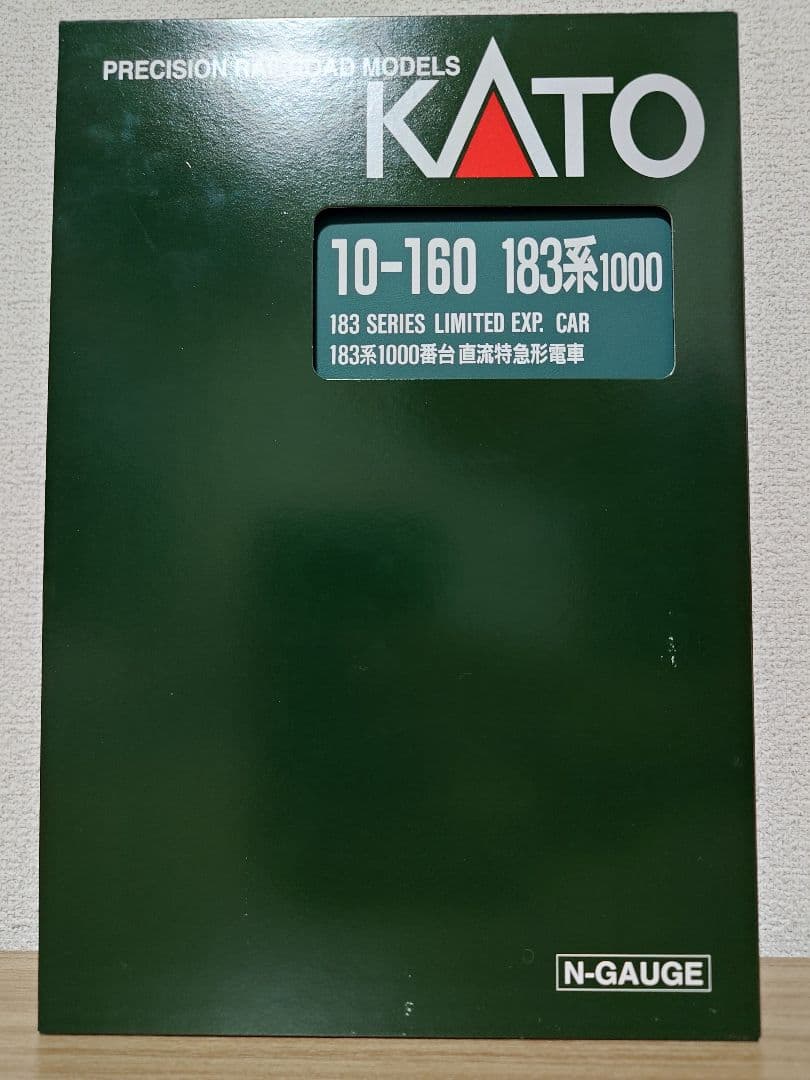 PRECISION RAILROAD MODELS
KATO
10-160 183系1000
183 SERIES LIMITED EXP. CAR
183系1000番台 直流特急形電車
N-GAUGE